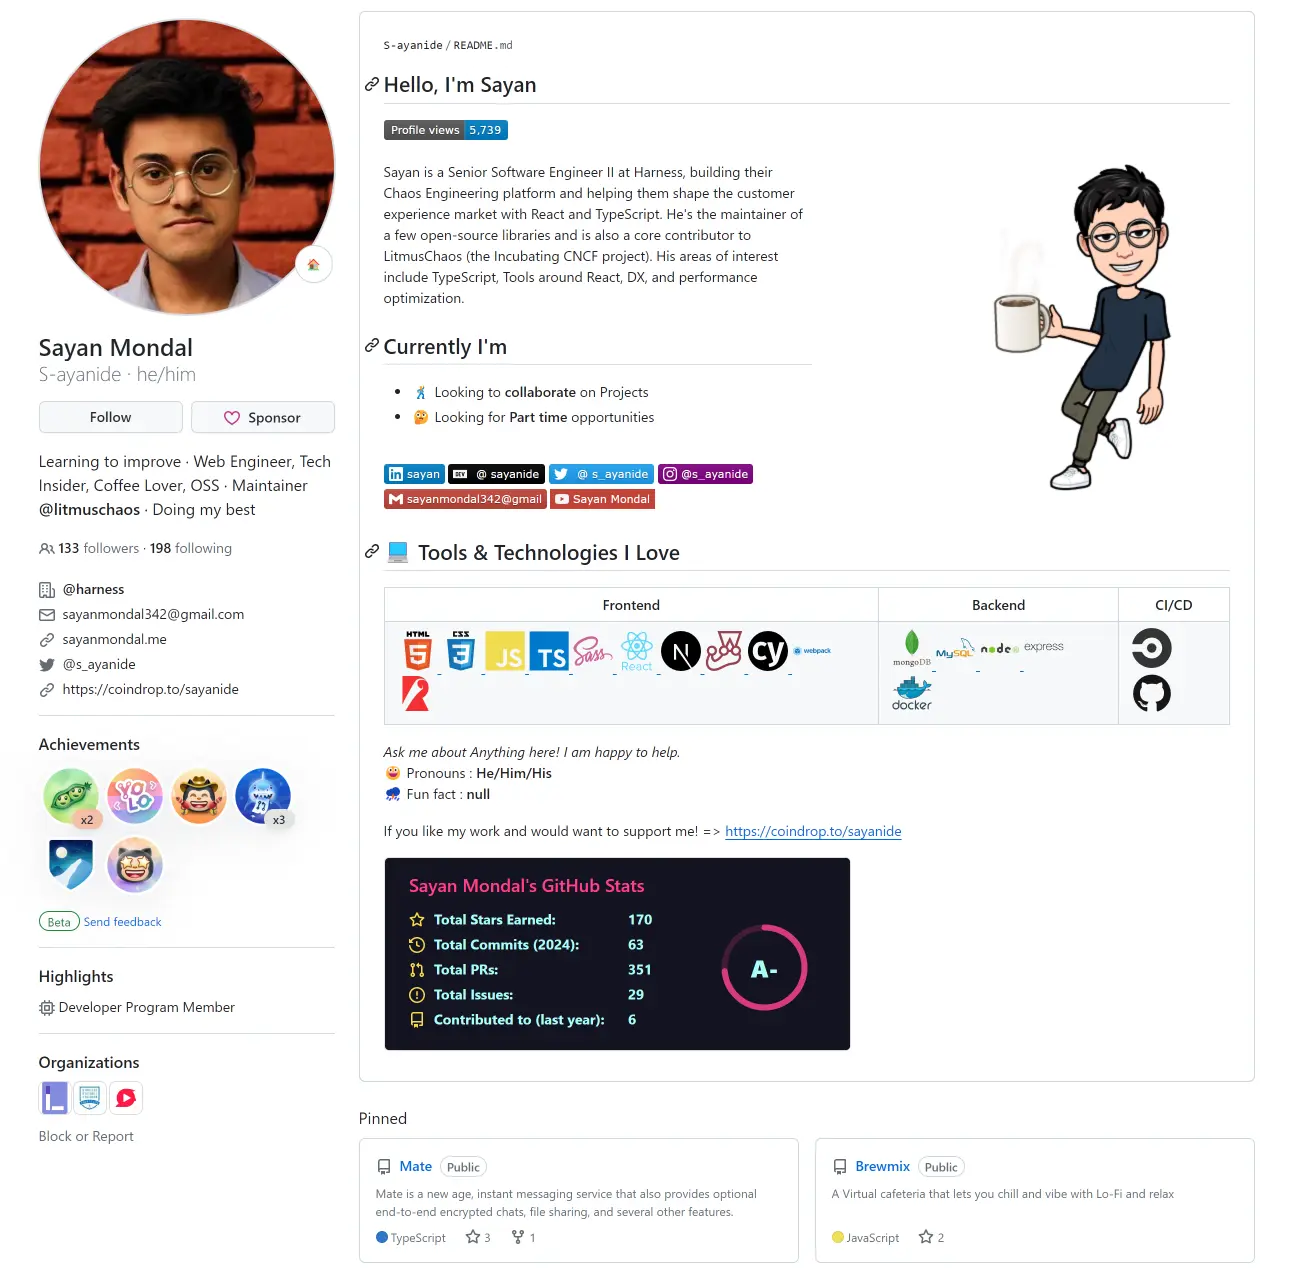 Sayan Mondal
S-ayanide · he/him
Follow
Sponsor
Learning to improve · Web Engineer, Tech
Insider, Coffee Lover, OSS · Maintainer
@litmuschaos · Doing my best
133 followers · 198 following
@harness
sayanmondal342@gmail.com
sayanmondal.me
@s_ayanide
https://coindrop.to/sayanide
Achievements
x2
YOLO
x3
Beta Send feedback
Highlights
Developer Program Member
Organizations
Block or Report
S-ayanide / README.md
Hello, I'm Sayan
Profile views 5,739
Sayan is a Senior Software Engineer II at Harness, building their
Chaos Engineering platform and helping them shape the customer
experience market with React and TypeScript. He's the maintainer of
a few open-source libraries and is also a core contributor to
LitmusChaos (the Incubating CNCF project). His areas of interest
include TypeScript, Tools around React, DX, and performance
optimization.
Currently I'm
Looking to collaborate on Projects
Looking for Part time opportunities
in sayan DEV @ sayanide @ s_ayanide @s_ayanide
sayanmondal342@gmail Sayan Mondal
Tools & Technologies I Love
Frontend Backend CI/CD
HTML 5 CSS 3 JS TS Sass React N cy webpack
mongoDB MySQL node express
docker
Ask me about Anything here! I am happy to help.
Pronouns : He/Him/His
Fun fact : null
If you like my work and would want to support me! => https://coindrop.to/sayanide
Sayan Mondal's GitHub Stats
Total Stars Earned: 170
Total Commits (2024): 63
Total PRs: 351
Total Issues: 29
Contributed to (last year): 6
A-
Pinned
Mate Public
Mate is a new age, instant messaging service that also provides optional
end-to-end encrypted chats, file sharing, and several other features.
TypeScript 3 1
Brewmix Public
A Virtual cafeteria that lets you chill and vibe with Lo-Fi and relax
JavaScript 2